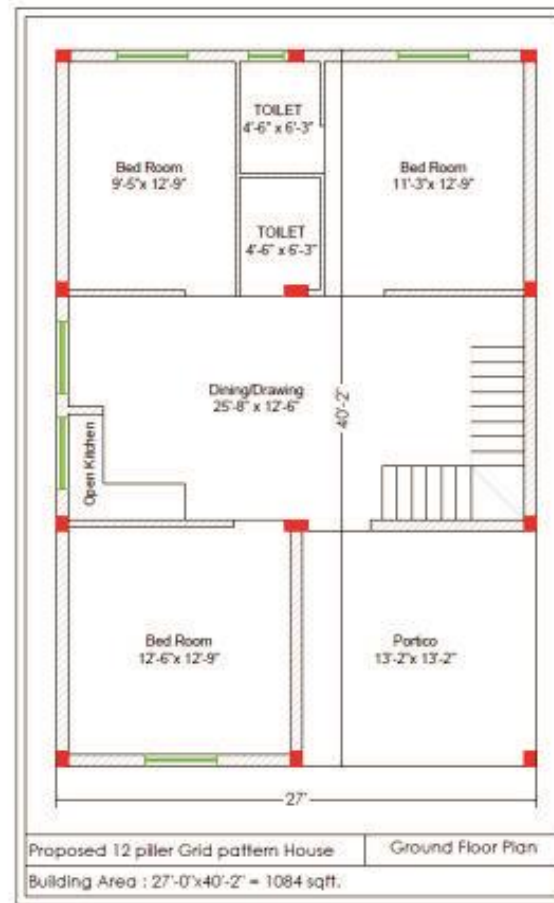 TOILET
4'-6" x 6'-3"
Bed Room
9'-5"x 12'-9"
Bed Room
11'-3"x 12'-9"
TOILET
4'-6" x 6'-3"
Dining/Drawing
25'-8" x 12'-6"
40'-2"
Open Kitchen
Bed Room
12'-6"x 12'-9"
Portico
13'-2"x 13'-2"
27'
Proposed 12 piller Grid pattern House
Ground Floor Plan
Building Area : 27'-0"x40'-2" = 1084 sqft.